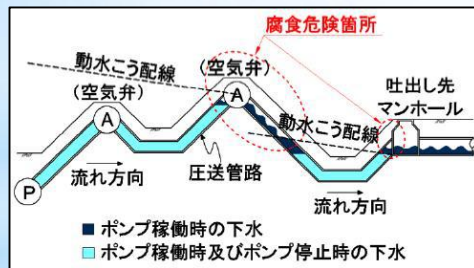 腐食危険箇所
動水こう配線
(空気弁)
(空気弁)
吐出し先
マンホール
動水こう配線
A
A
P
流れ方向
圧送管路
流れ方向
■ ポンプ稼働時の下水
■ ポンプ稼働時及びポンプ停止時の下水